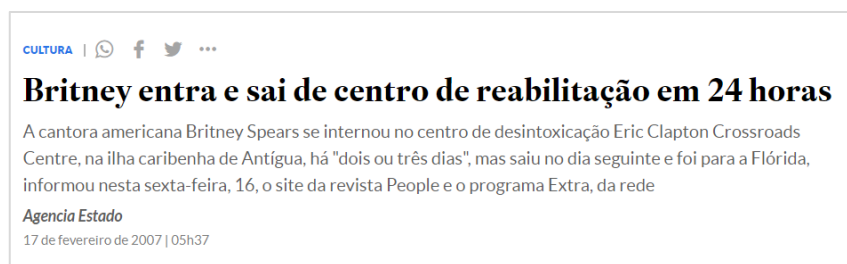 CULTURA |
Britney entra e sai de centro de reabilitação em 24 horas
A cantora americana Britney Spears se internou no centro de desintoxicação Eric Clapton Crossroads
Centre, na ilha caribenha de Antígua, há "dois ou três dias", mas saiu no dia seguinte e foi para a Flórida,
informou nesta sexta-feira, 16, o site da revista People e o programa Extra, da rede
Agencia Estado
17 de fevereiro de 2007 | 05h37